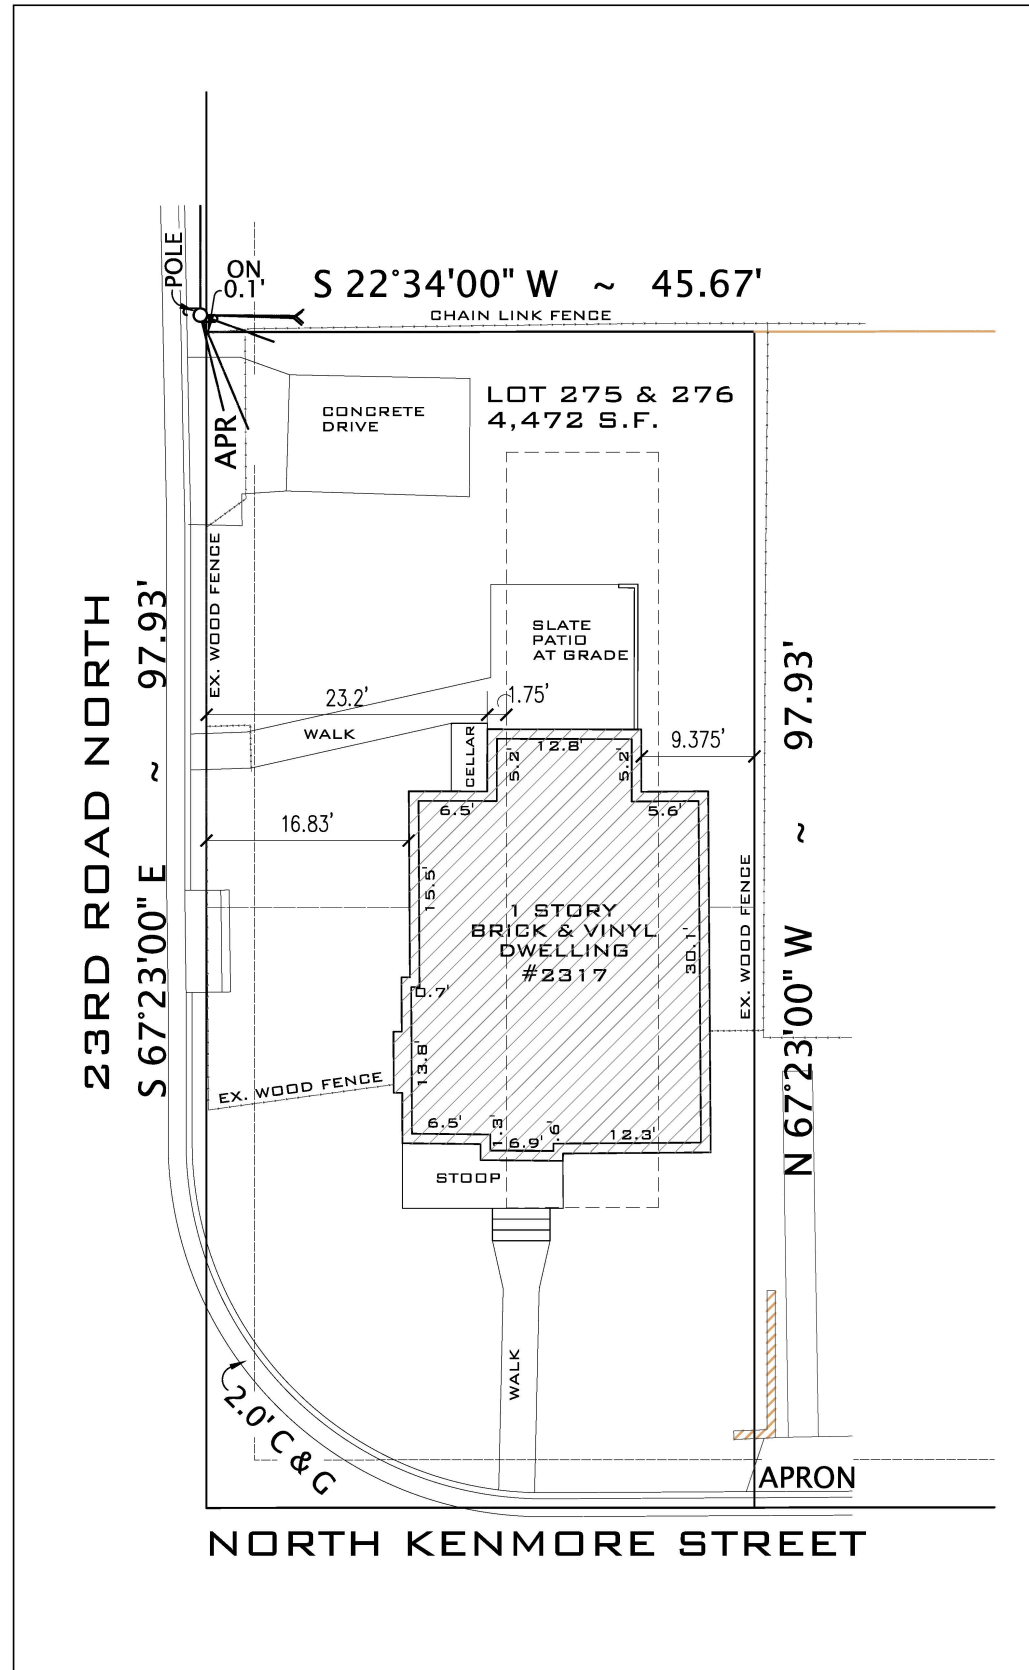 POLE
ON
0.1'
S 22°34'00" W ~ 45.67'
CHAIN LINK FENCE
LOT 275 & 276
4,472 S.F.
CONCRETE
DRIVE
APR
EX. WOOD FENCE
23RD ROAD NORTH
S 67°23'00" E ~ 97.93'
SLATE
PATIO
AT GRADE
23.2'
1.75'
WALK
CELLAR
12.8'
5.2'
5.2'
9.375'
6.5'
5.6'
16.83'
15.5'
1 STORY
BRICK & VINYL
DWELLING
#2317
30.1'
EX. WOOD FENCE
N 67°23'00" W ~ 97.93'
0.7'
13.8'
EX. WOOD FENCE
6.5'
1.3'
6.9'
.6'
12.3'
STOOP
WALK
2.0' C & G
APRON
NORTH KENMORE STREET